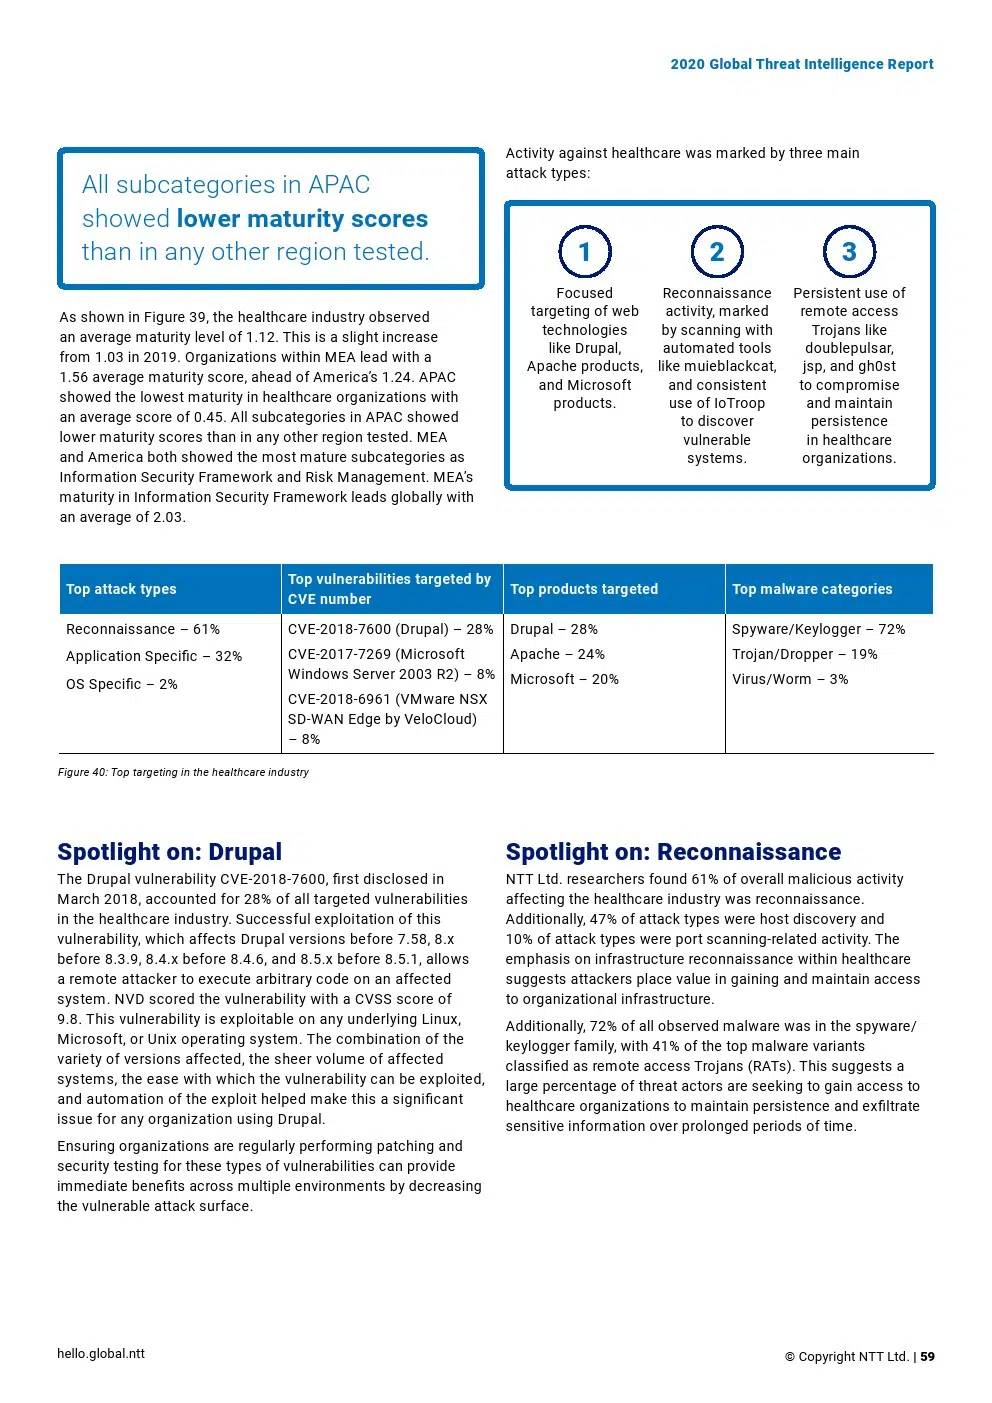 2020 Global Threat Intelligence Report
All subcategories in APAC
showed lower maturity scores
than in any other region tested.
As shown in Figure 39, the healthcare industry observed
an average maturity level of 1.12. This is a slight increase
from 1.03 in 2019. Organizations within MEA lead with a
1.56 average maturity score, ahead of America's 1.24. APAC
showed the lowest maturity in healthcare organizations with
an average score of 0.45. All subcategories in APAC showed
lower maturity scores than in any other region tested. MEA
and America both showed the most mature subcategories as
Information Security Framework and Risk Management. MEA's
maturity in Information Security Framework leads globally with
an average of 2.03.
Activity against healthcare was marked by three main
attack types:
1
Focused
targeting of web
technologies
like Drupal,
Apache products,
and Microsoft
products.
2
Reconnaissance
activity, marked
by scanning with
automated tools
like muieblackcat,
and consistent
use of IoTroop
to discover
vulnerable
systems.
3
Persistent use of
remote access
Trojans like
doublepulsar,
jsp, and gh0st
to compromise
and maintain
persistence
in healthcare
organizations.
Top attack types
Reconnaissance – 61%
Application Specific – 32%
OS Specific – 2%
Top vulnerabilities targeted by
CVE number
CVE-2018-7600 (Drupal) – 28%
CVE-2017-7269 (Microsoft
Windows Server 2003 R2) – 8%
CVE-2018-6961 (VMware NSX
SD-WAN Edge by VeloCloud)
– 8%
Top products targeted
Drupal – 28%
Apache – 24%
Microsoft – 20%
Top malware categories
Spyware/Keylogger – 72%
Trojan/Dropper – 19%
Virus/Worm – 3%
Figure 40: Top targeting in the healthcare industry
Spotlight on: Drupal
The Drupal vulnerability CVE-2018-7600, first disclosed in
March 2018, accounted for 28% of all targeted vulnerabilities
in the healthcare industry. Successful exploitation of this
vulnerability, which affects Drupal versions before 7.58, 8.x
before 8.3.9, 8.4.x before 8.4.6, and 8.5.x before 8.5.1, allows
a remote attacker to execute arbitrary code on an affected
system. NVD scored the vulnerability with a CVSS score of
9.8. This vulnerability is exploitable on any underlying Linux,
Microsoft, or Unix operating system. The combination of the
variety of versions affected, the sheer volume of affected
systems, the ease with which the vulnerability can be exploited,
and automation of the exploit helped make this a significant
issue for any organization using Drupal.
Ensuring organizations are regularly performing patching and
security testing for these types of vulnerabilities can provide
immediate benefits across multiple environments by decreasing
the vulnerable attack surface.
Spotlight on: Reconnaissance
NTT Ltd. researchers found 61% of overall malicious activity
affecting the healthcare industry was reconnaissance.
Additionally, 47% of attack types were host discovery and
10% of attack types were port scanning-related activity. The
emphasis on infrastructure reconnaissance within healthcare
suggests attackers place value in gaining and maintain access
to organizational infrastructure.
Additionally, 72% of all observed malware was in the spyware/
keylogger family, with 41% of the top malware variants
classified as remote access Trojans (RATs). This suggests a
large percentage of threat actors are seeking to gain access to
healthcare organizations to maintain persistence and exfiltrate
sensitive information over prolonged periods of time.
hello.global.ntt
© Copyright NTT Ltd. | 59